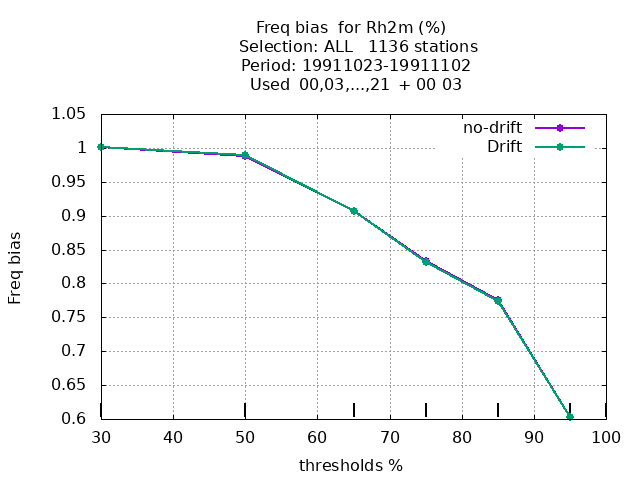 Freq bias  for Rh2m (%)
Selection: ALL   1136 stations
Period: 19911023-19911102
Used  00,03,...,21  + 00 03
no-drift
Drift
1.05
1
0.95
0.9
0.85
0.8
0.75
0.7
0.65
0.6
Freq bias
30 40 50 60 70 80 90 100
thresholds %